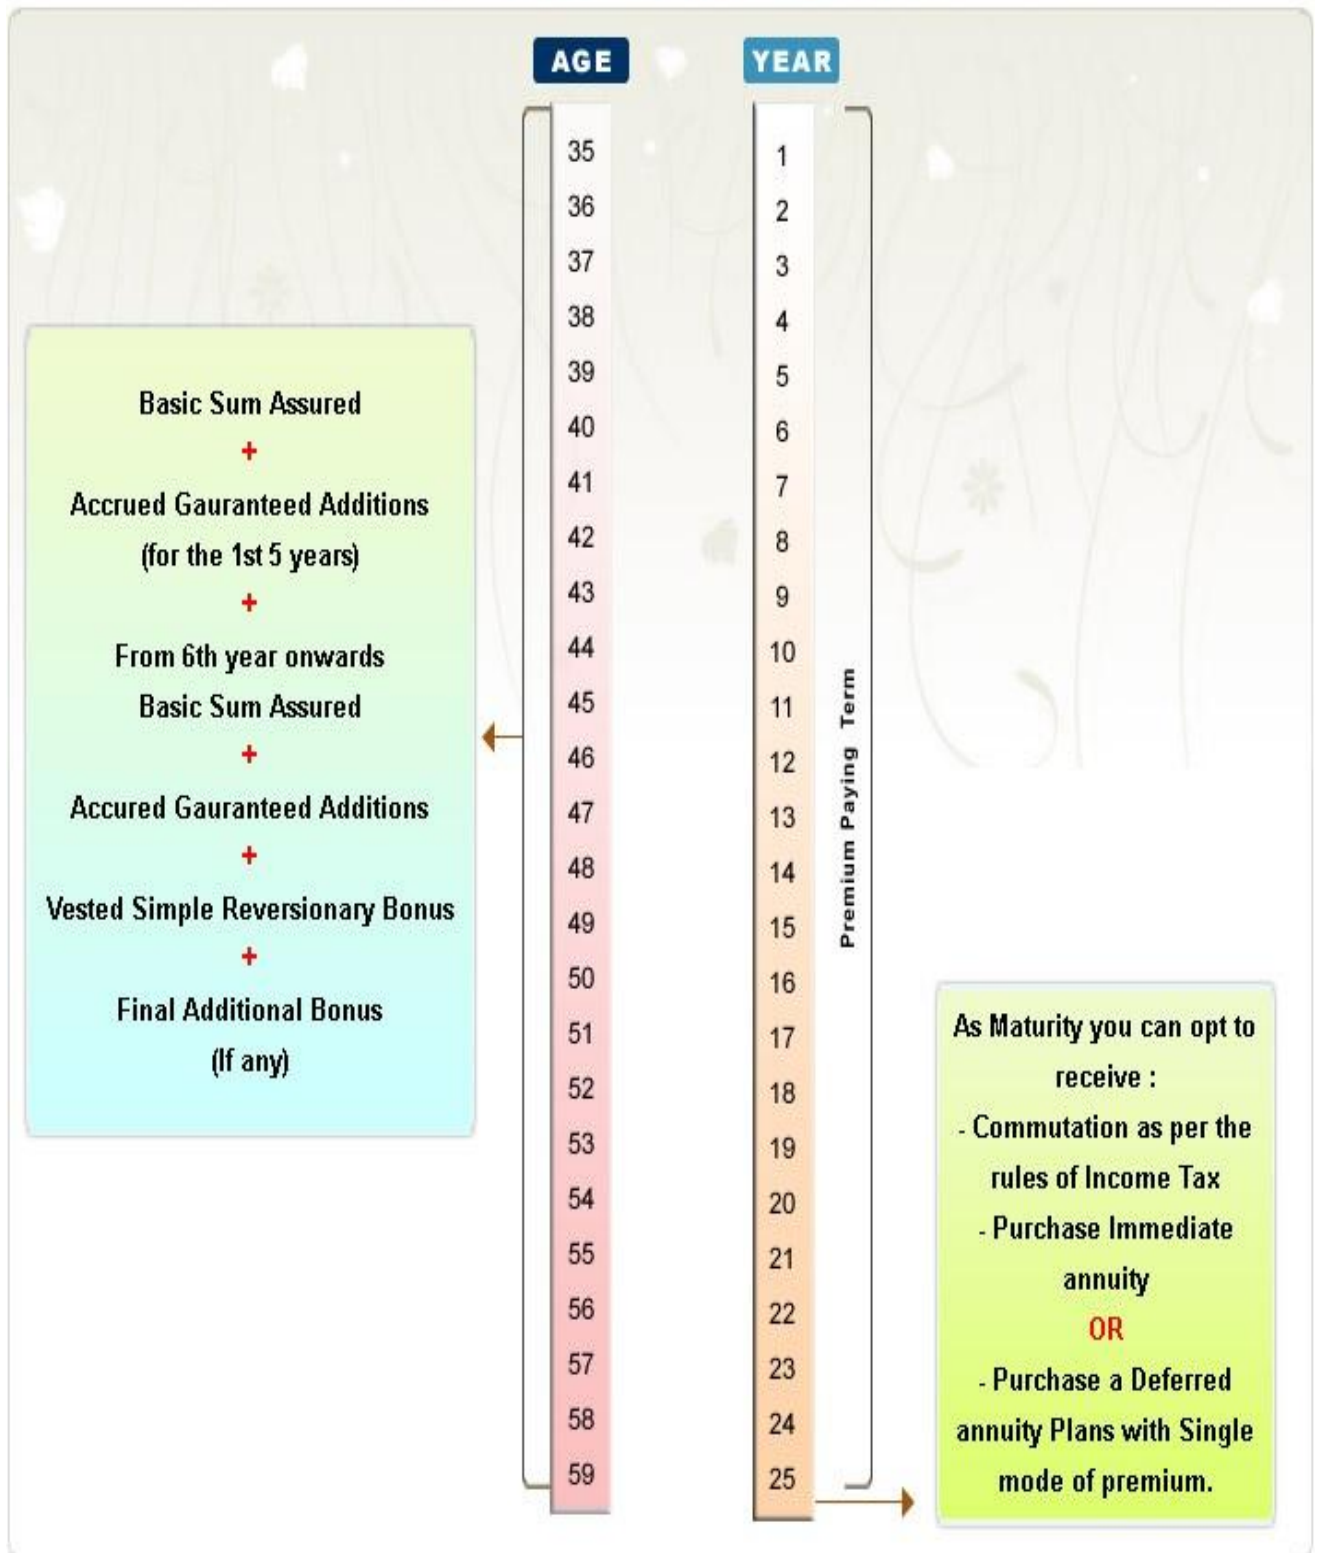 AGE
YEAR
35
36
37
38
39
40
41
42
43
44
45
46
47
48
49
50
51
52
53
54
55
56
57
58
59
1
2
3
4
5
6
7
8
9
10
11
12
13
14
15
16
17
18
19
20
21
22
23
24
25
Premium Paying Term
Basic Sum Assured
+
Accrued Gauranteed Additions
(for the 1st 5 years)
+
From 6th year onwards
Basic Sum Assured
+
Accured Gauranteed Additions
+
Vested Simple Reversionary Bonus
+
Final Additional Bonus
(If any)
As Maturity you can opt to
receive :
- Commutation as per the
rules of Income Tax
- Purchase Immediate
annuity
OR
- Purchase a Deferred
annuity Plans with Single
mode of premium.